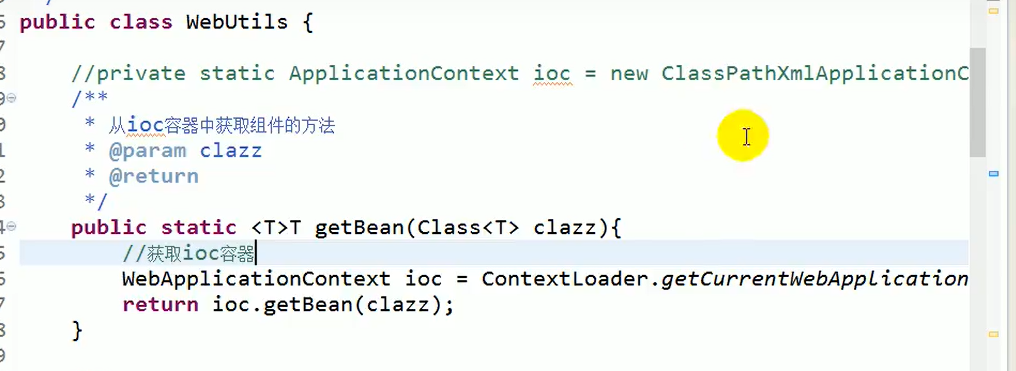 5 public class WebUtils {
7
8 //private static ApplicationContext ioc = new ClassPathXmlApplicationC
9 /**
0 * 从ioc容器中获取组件的方法
1 * @param clazz
2 * @return
3 */
4 public static <T>T getBean(Class<T> clazz){
5 //获取ioc容器
6 WebApplicationContext ioc = ContextLoader.getCurrentWebApplication
7 return ioc.getBean(clazz);
8 }
9